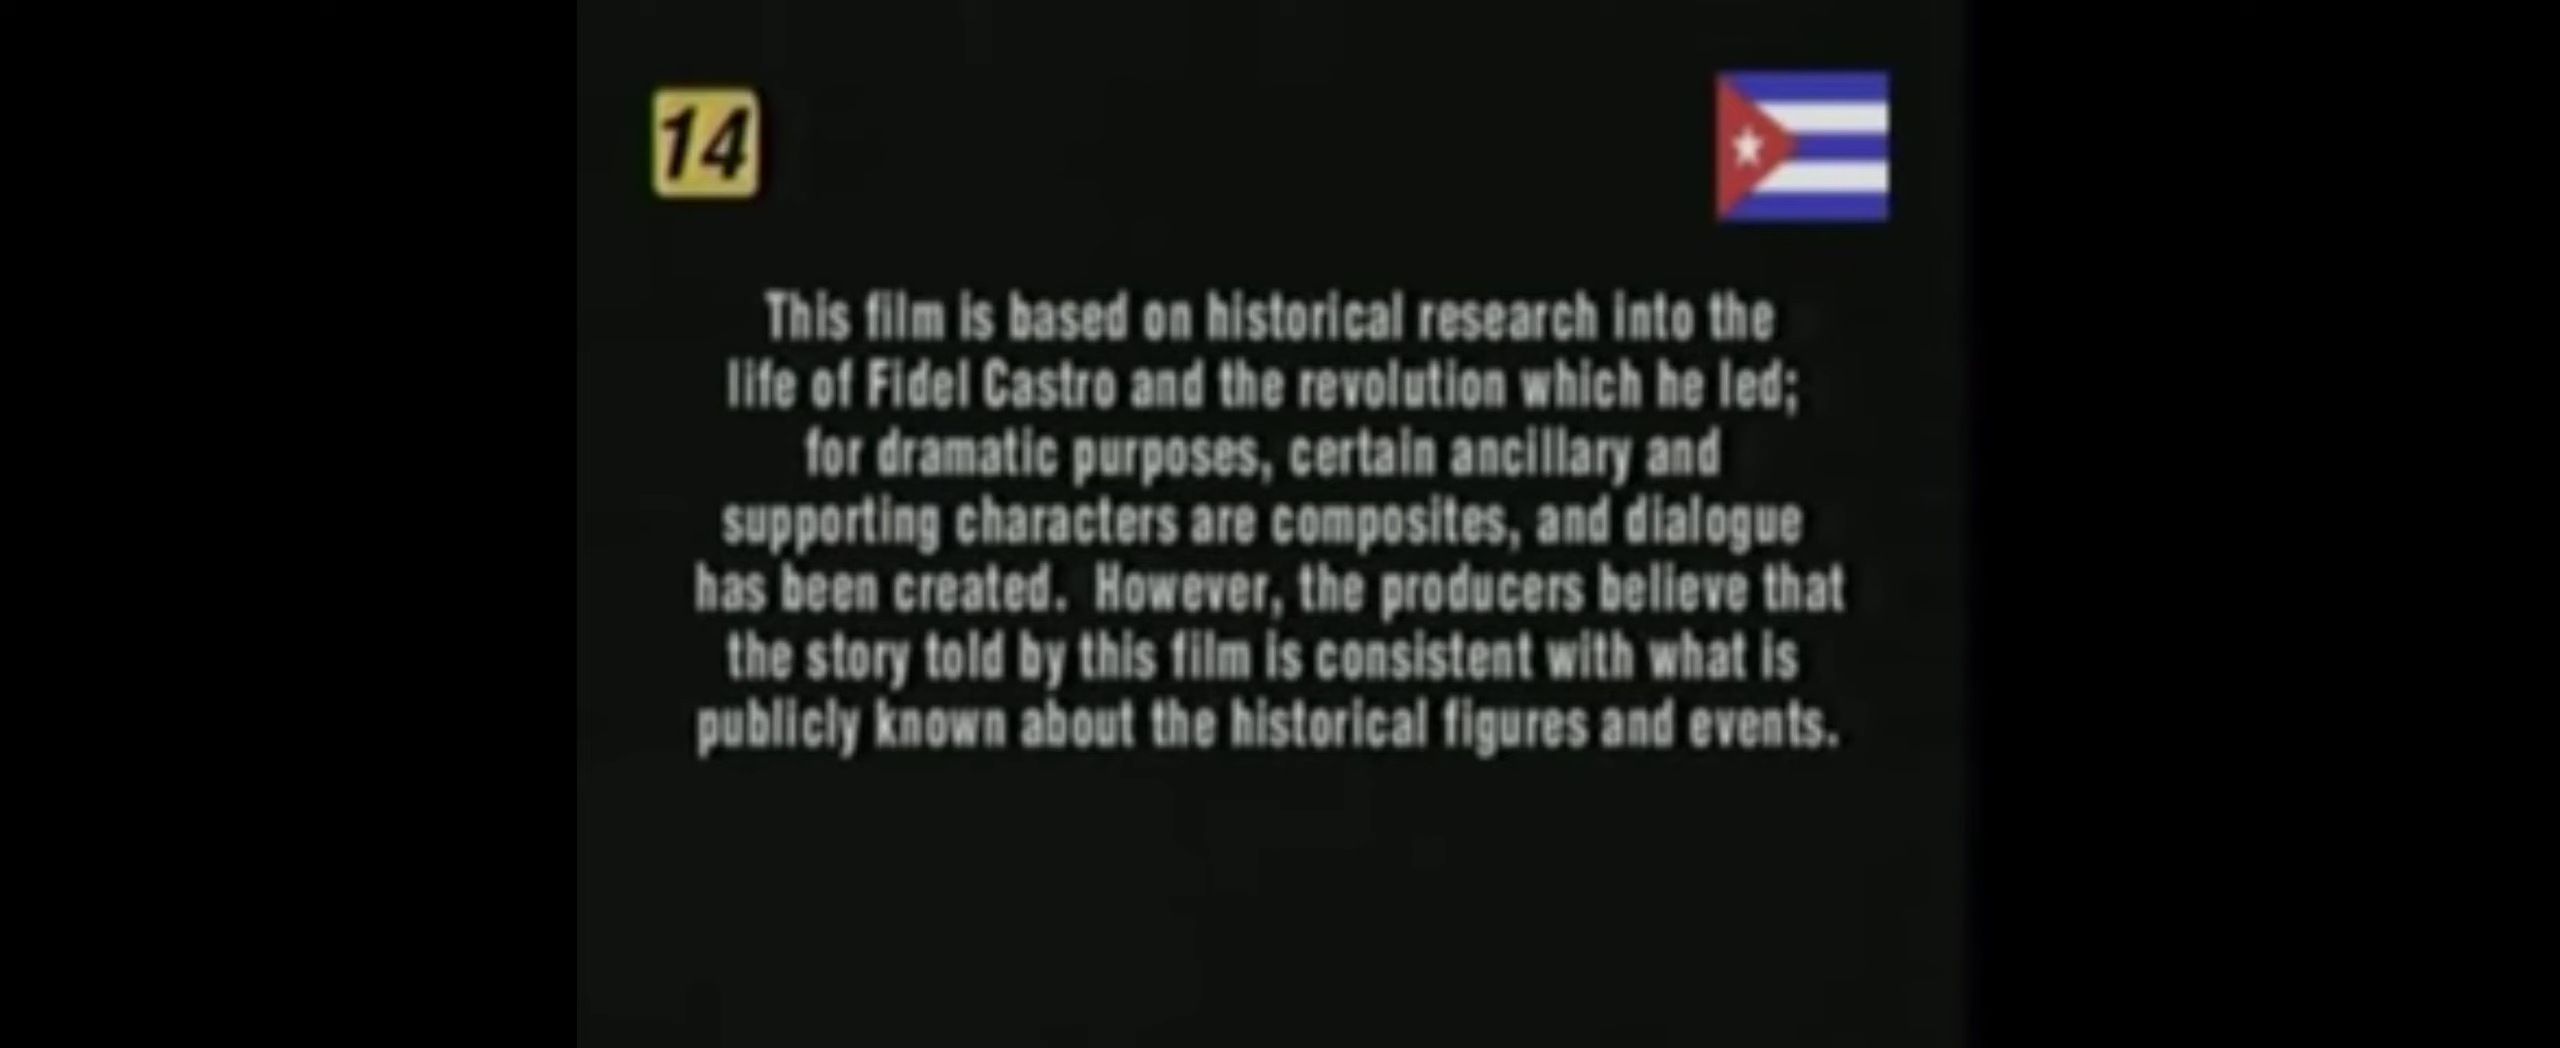 14
This film is based on historical research into the
life of Fidel Castro and the revolution which he led;
for dramatic purposes, certain ancillary and
supporting characters are composites, and dialogue
has been created.  However, the producers believe that
the story told by this film is consistent with what is
publicly known about the historical figures and events.